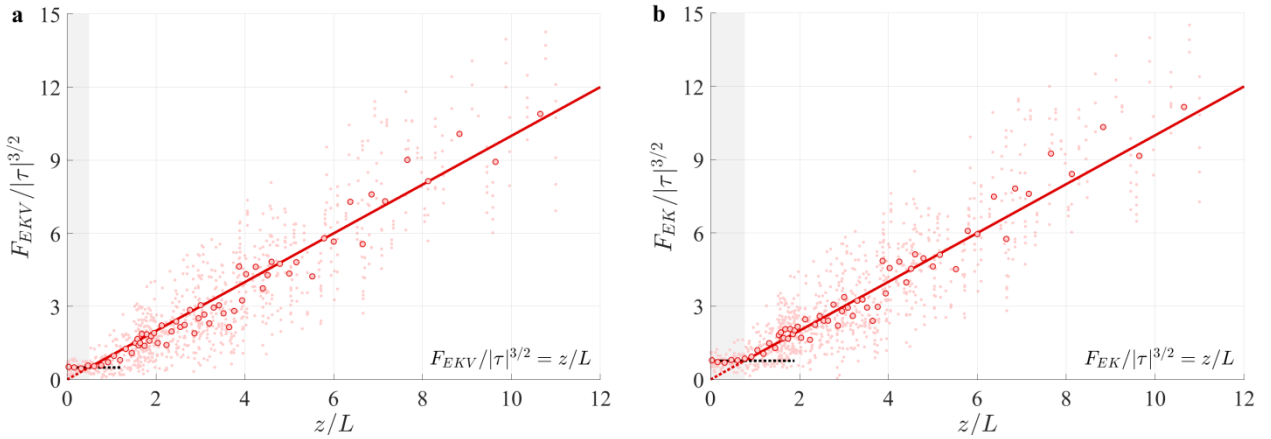 a
15
12
9
6
3
0
F_{EKV}/|τ|^{3/2}
F_{EKV}/|τ|^{3/2} = z/L
0 2 4 6 8 10 12
z/L
b
15
12
9
6
3
0
F_{EK}/|τ|^{3/2}
F_{EK}/|τ|^{3/2} = z/L
0 2 4 6 8 10 12
z/L